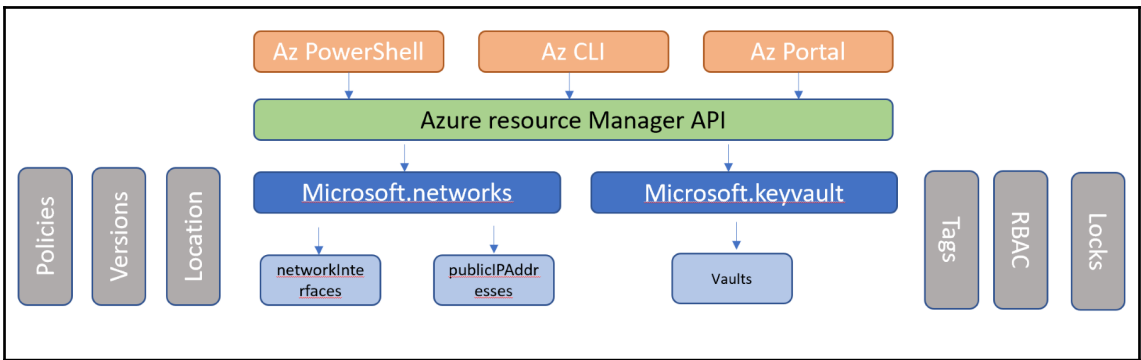 Az PowerShell
Az CLI
Az Portal
Azure resource Manager API
Policies
Versions
Location
Microsoft.networks
Microsoft.keyvault
Tags
RBAC
Locks
networkInte
rfaces
publicIPAddr
esses
Vaults